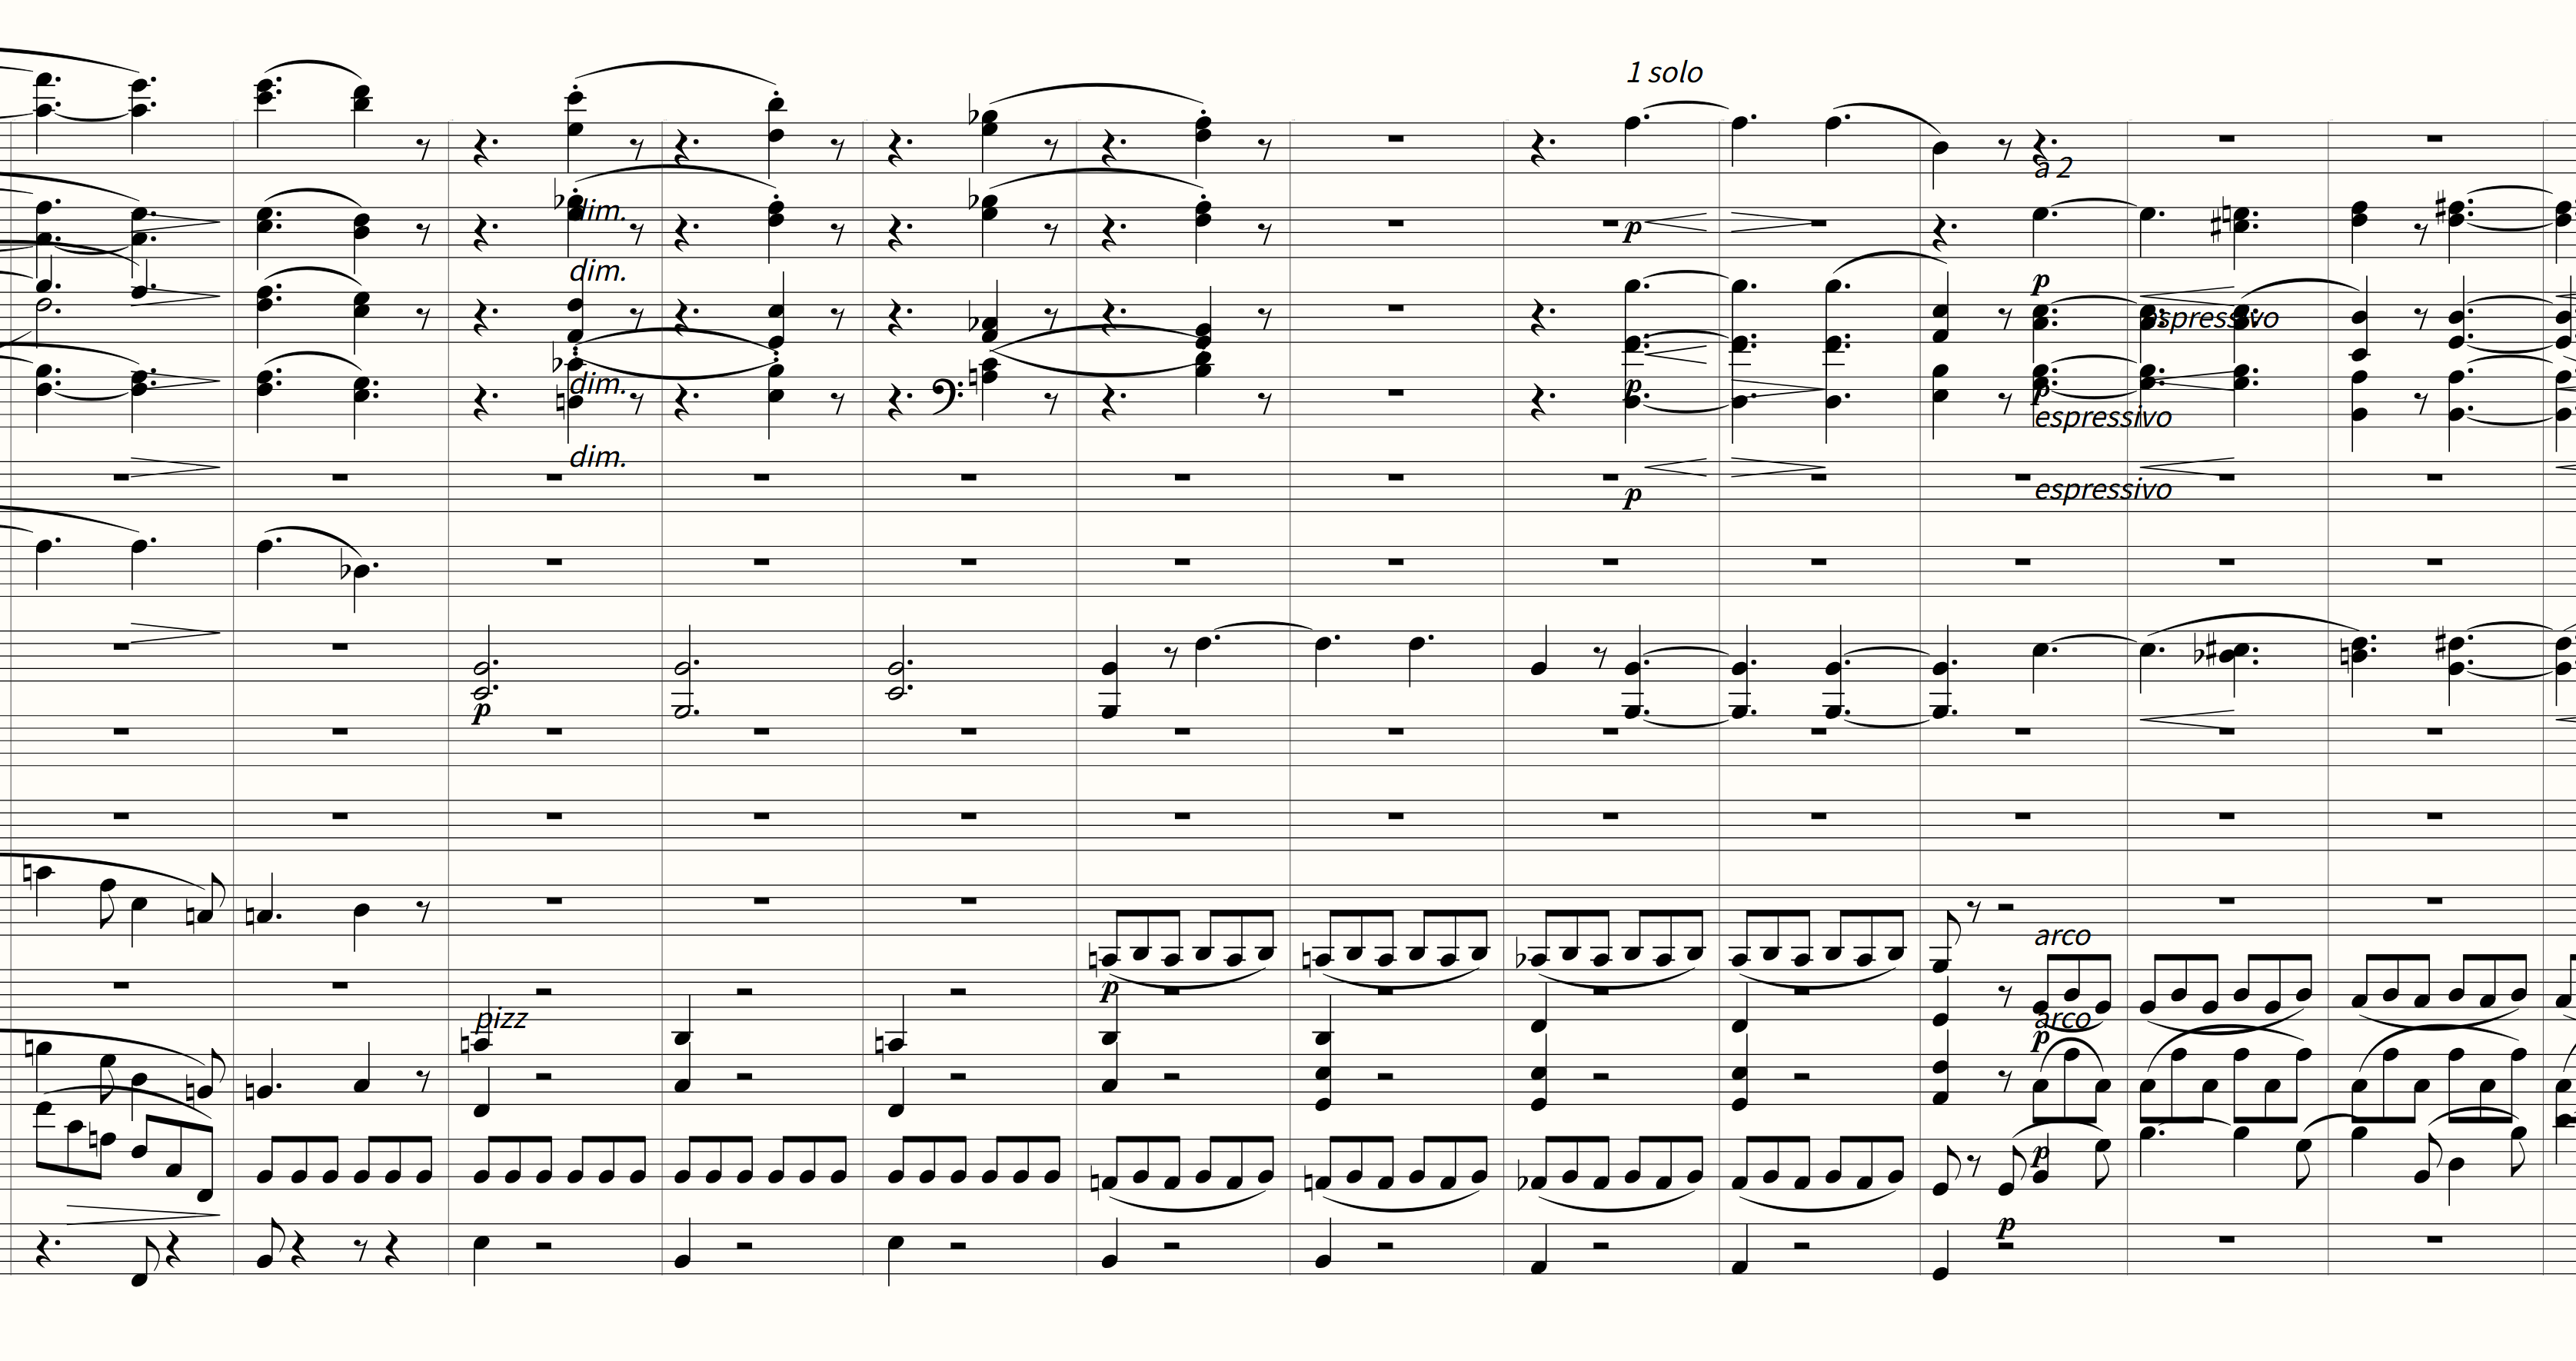 1 solo
a 2
dim.
p
dim.
p
espressivo
dim.
p
p
espressivo
dim.
p
espressivo
p
arco
p
pizz
arco
p
p
p